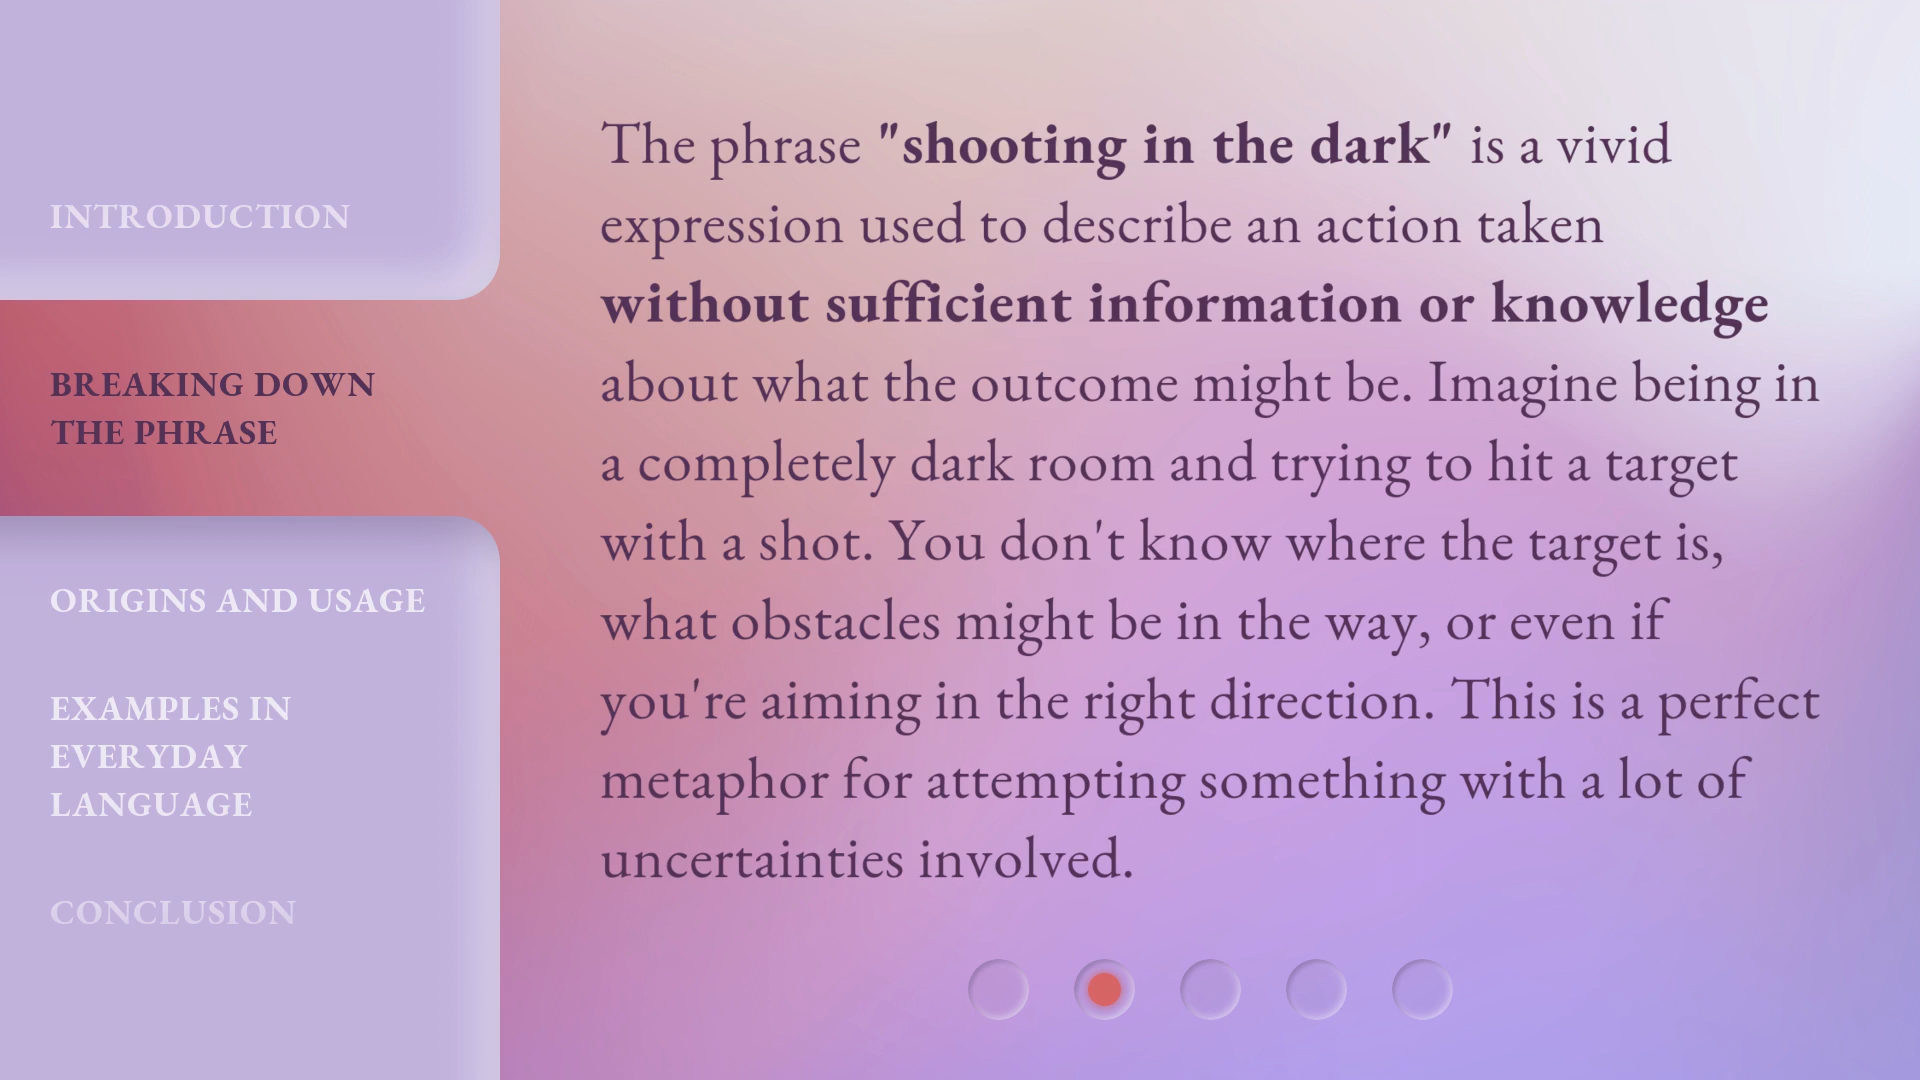 INTRODUCTION
BREAKING DOWN
THE PHRASE
ORIGINS AND USAGE
EXAMPLES IN
EVERYDAY
LANGUAGE
CONCLUSION
The phrase "shooting in the dark" is a vivid
expression used to describe an action taken
without sufficient information or knowledge
about what the outcome might be. Imagine being in
a completely dark room and trying to hit a target
with a shot. You don't know where the target is,
what obstacles might be in the way, or even if
you're aiming in the right direction. This is a perfect
metaphor for attempting something with a lot of
uncertainties involved.